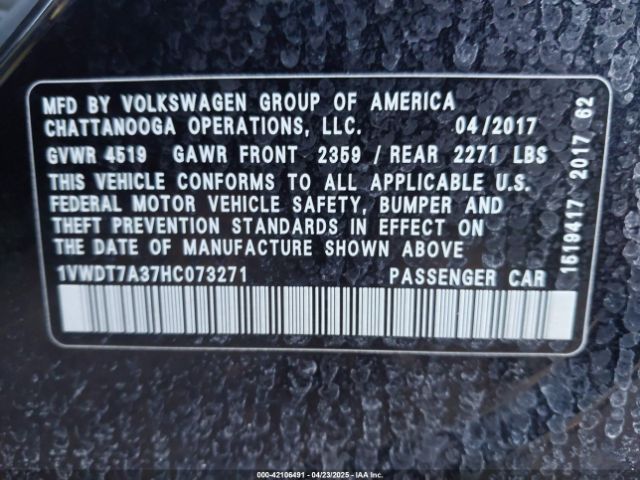 MFD BY VOLKSWAGEN GROUP OF AMERICA
CHATTANOOGA OPERATIONS, LLC. 04/2017
GVWR 4519 GAWR FRONT 2359 / REAR 2271 LBS
THIS VEHICLE CONFORMS TO ALL APPLICABLE U.S.
FEDERAL MOTOR VEHICLE SAFETY, BUMPER AND
THEFT PREVENTION STANDARDS IN EFFECT ON
THE DATE OF MANUFACTURE SHOWN ABOVE
1VWDT7A37HC073271 PASSENGER CAR
2017 62
000-42106491 - 04/23/2025 - IAA Inc.